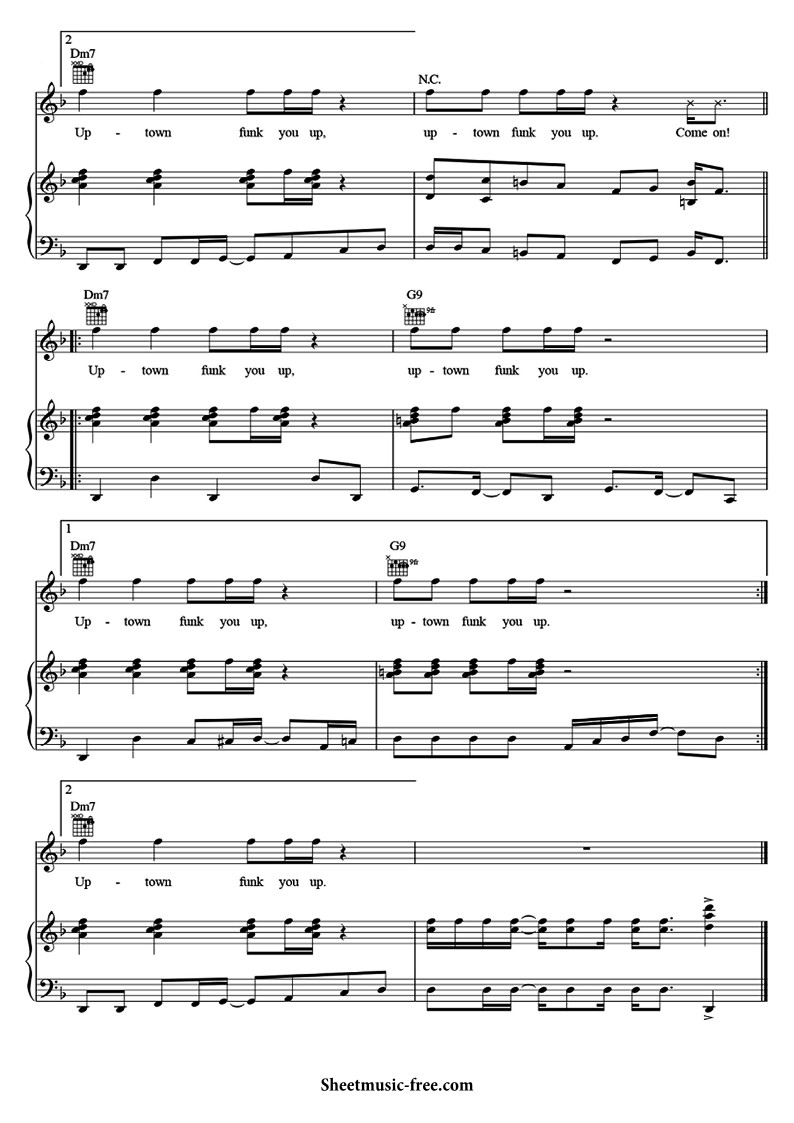 2
Dm7
N.C.
Up - town funk you up, up - town funk you up. Come on!
Dm7 G9
9fr
Up - town funk you up, up - town funk you up.
1
Dm7 G9
9fr
Up - town funk you up, up - town funk you up.
2
Dm7
Up - town funk you up.
Sheetmusic-free.com